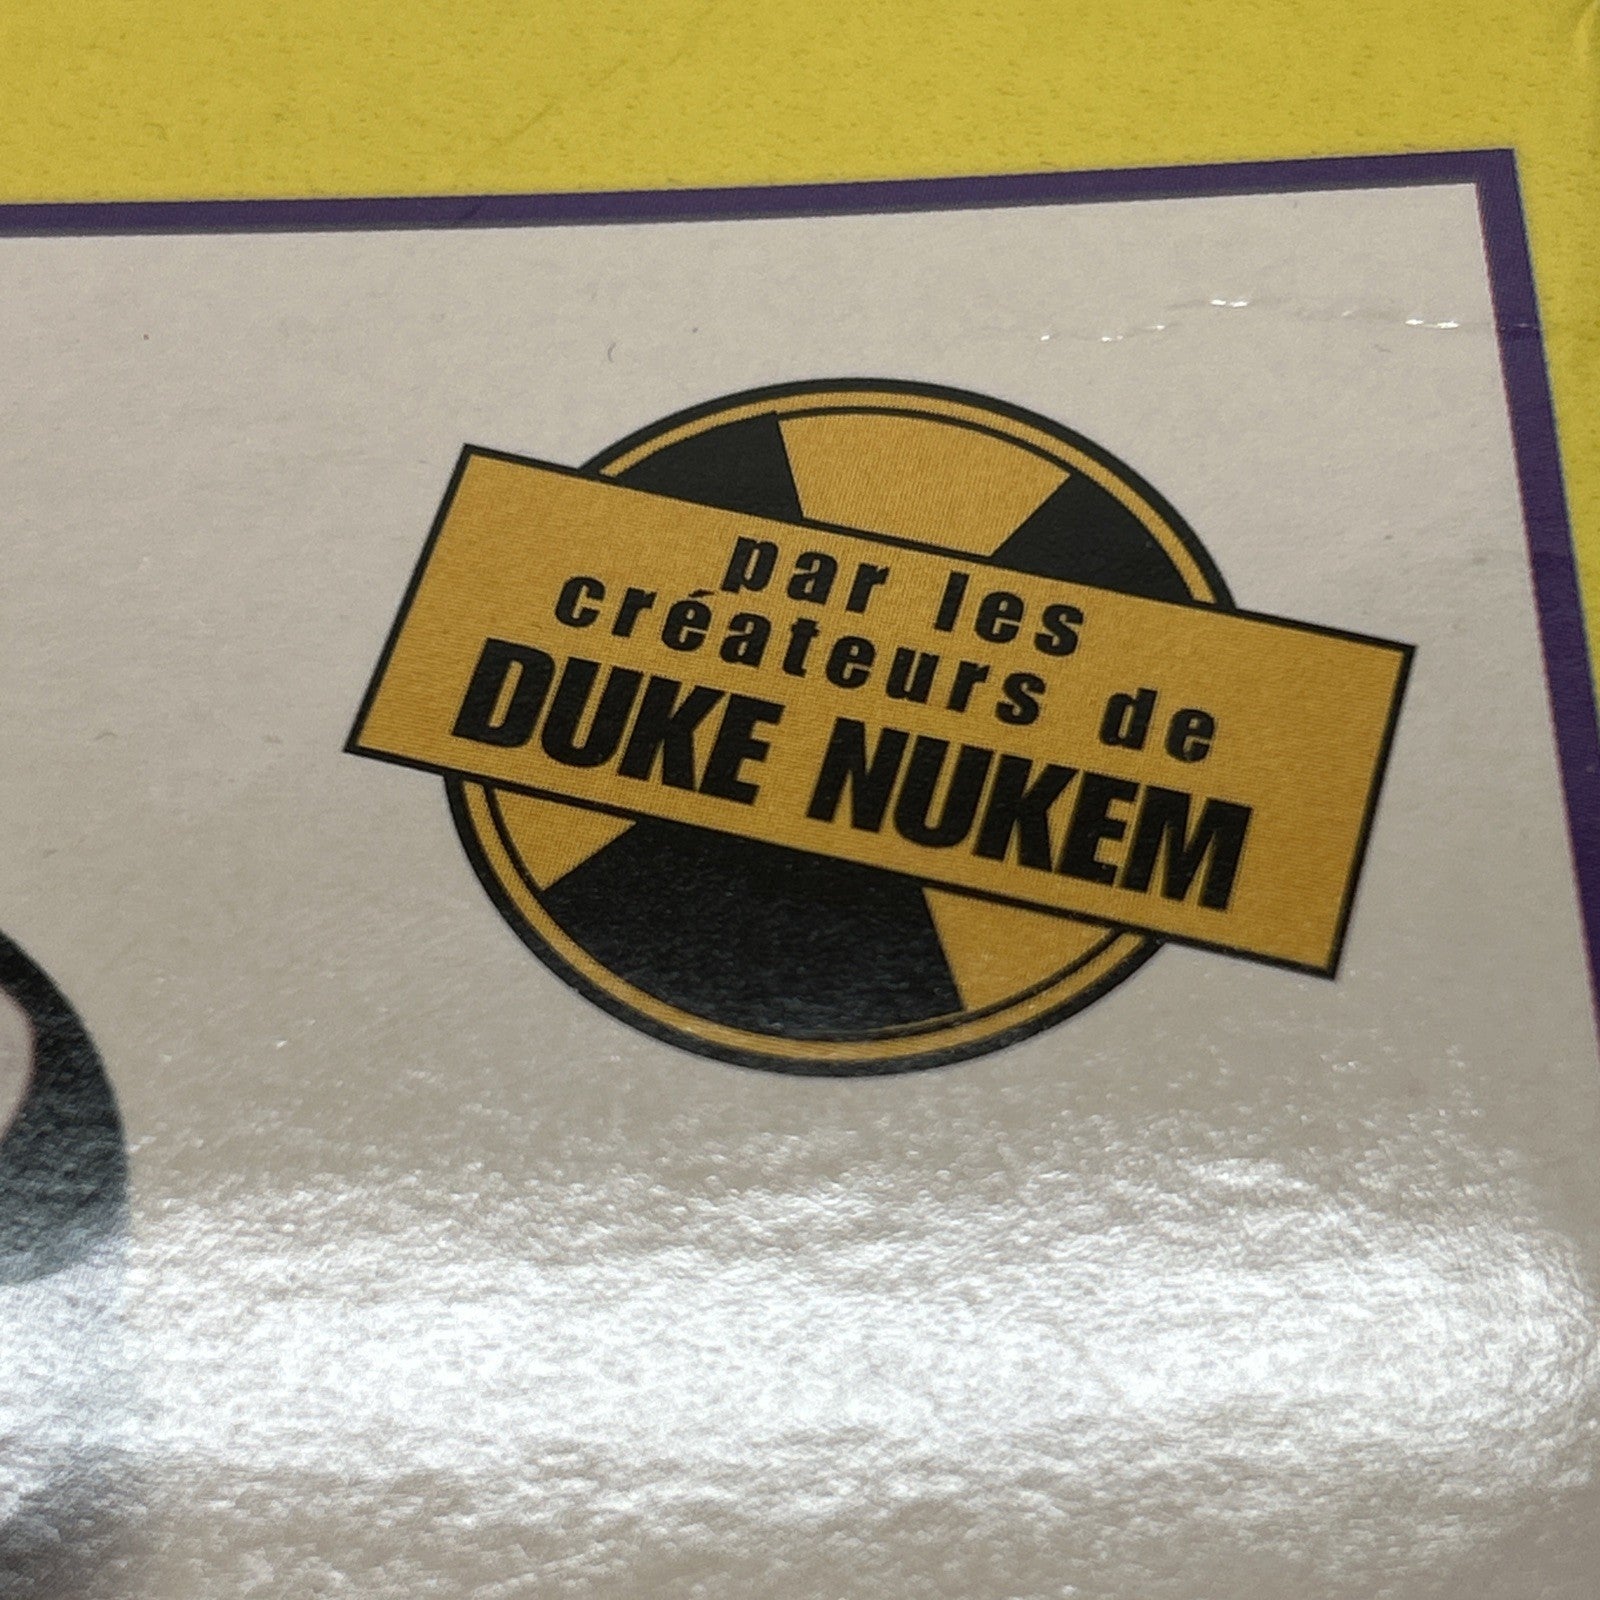 par les
créateurs de
DUKE NUKEM